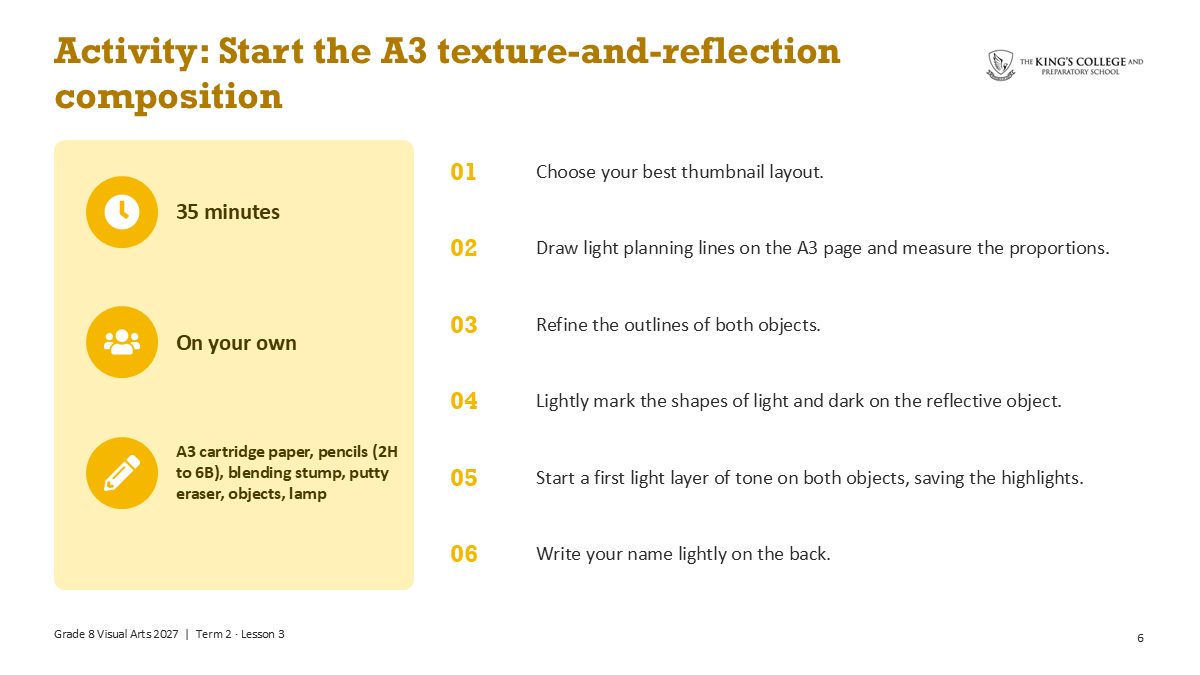 Activity: Start the A3 texture-and-reflection
composition
THE KING'S COLLEGE AND
PREPARATORY SCHOOL
35 minutes
On your own
A3 cartridge paper, pencils (2H
to 6B), blending stump, putty
eraser, objects, lamp
01 Choose your best thumbnail layout.
02 Draw light planning lines on the A3 page and measure the proportions.
03 Refine the outlines of both objects.
04 Lightly mark the shapes of light and dark on the reflective object.
05 Start a first light layer of tone on both objects, saving the highlights.
06 Write your name lightly on the back.
Grade 8 Visual Arts 2027 | Term 2 · Lesson 3
6